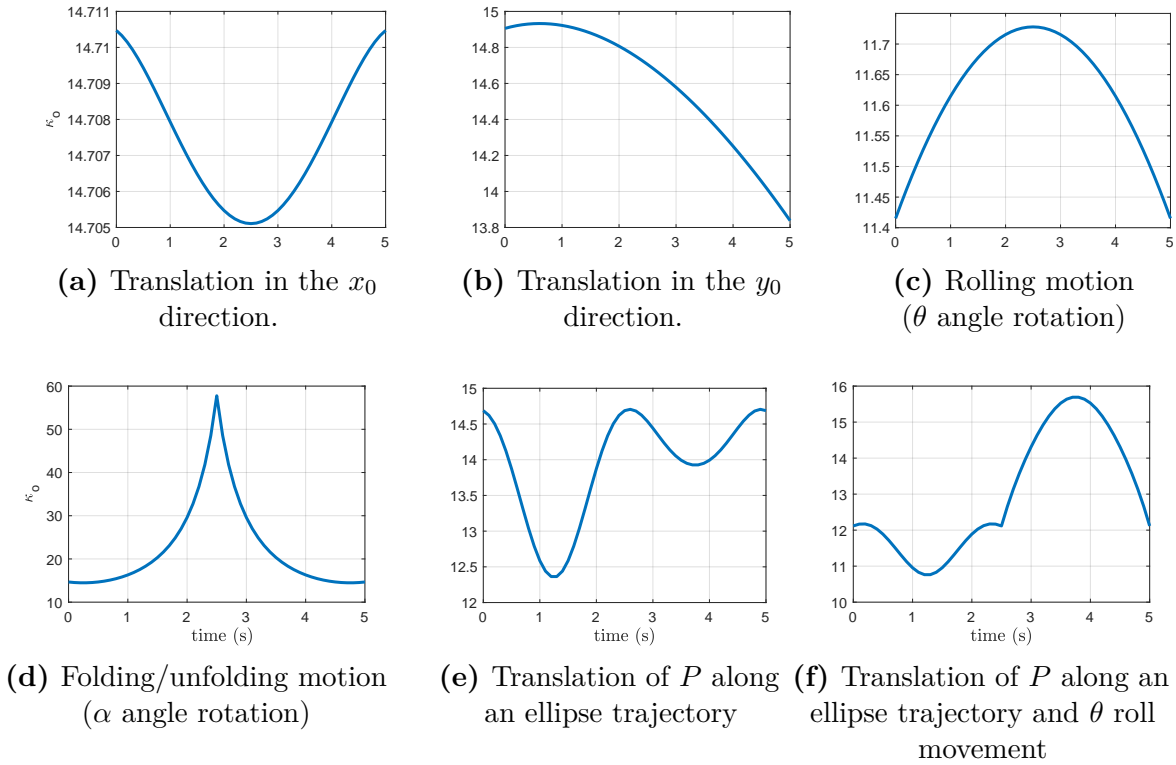 14.711
14.71
14.709
14.708
14.707
14.706
14.705
κo
0 1 2 3 4 5
15
14.8
14.6
14.4
14.2
14
13.8
0 1 2 3 4 5
11.7
11.65
11.6
11.55
11.5
11.45
11.4
0 1 2 3 4 5
(a) Translation in the x0
direction.
(b) Translation in the y0
direction.
(c) Rolling motion
(θ angle rotation)
60
50
40
30
20
10
κo
0 1 2 3 4 5
time (s)
15
14.5
14
13.5
13
12.5
12
0 1 2 3 4 5
time (s)
16
15
14
13
12
11
10
0 1 2 3 4 5
time (s)
(d) Folding/unfolding motion
(α angle rotation)
(e) Translation of P along
an ellipse trajectory
(f) Translation of P along an
ellipse trajectory and θ roll
movement